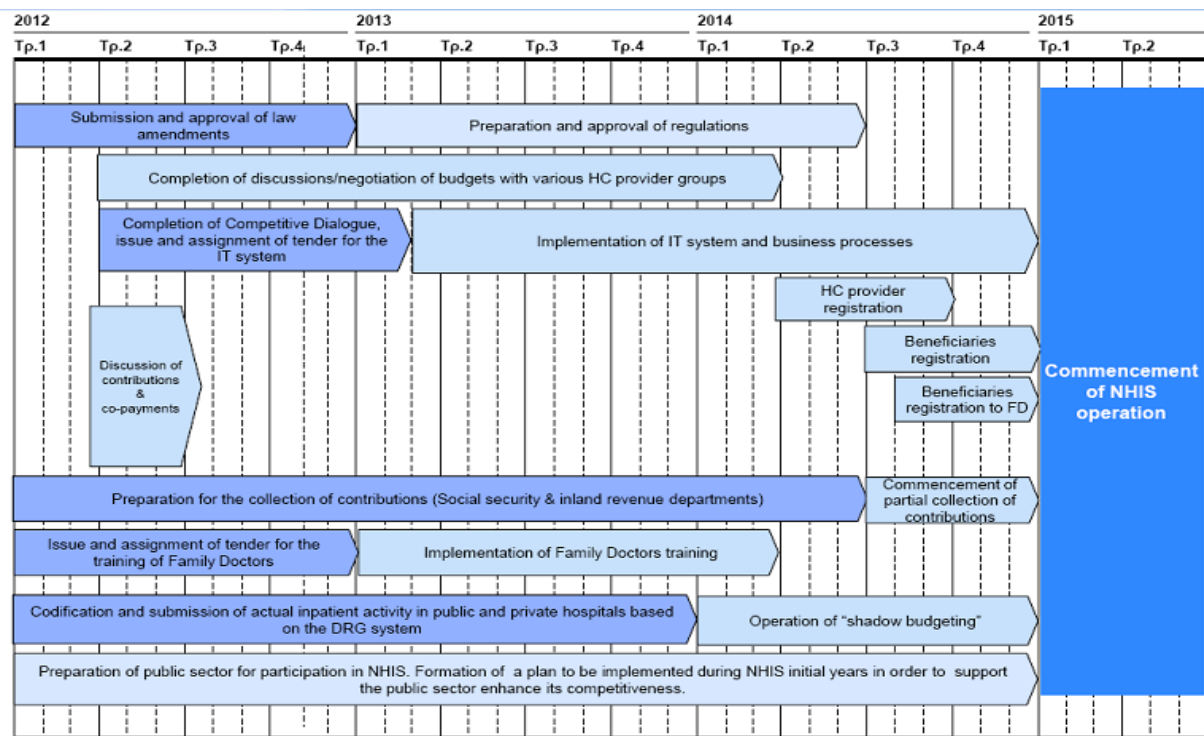 2012 2013 2014 2015
Τρ.1 Τρ.2 Τρ.3 Τρ.4 Τρ.1 Τρ.2 Τρ.3 Τρ.4 Τρ.1 Τρ.2 Τρ.3 Τρ.4 Τρ.1 Τρ.2
Submission and approval of law
amendments
Preparation and approval of regulations
Completion of discussions/negotiation of budgets with various HC provider groups
Completion of Competitive Dialogue,
issue and assignment of tender for the
IT system
Implementation of IT system and business processes
HC provider
registration
Discussion of
contributions
&
co-payments
Beneficiaries
registration
Beneficiaries
registration to FD
Commencement
of NHIS
operation
Preparation for the collection of contributions (Social security & inland revenue departments)
Commencement of
partial collection of
contributions
Issue and assignment of tender for the
training of Family Doctors
Implementation of Family Doctors training
Codification and submission of actual inpatient activity in public and private hospitals based
on the DRG system
Operation of “shadow budgeting”
Preparation of public sector for participation in NHIS. Formation of a plan to be implemented during NHIS initial years in order to support
the public sector enhance its competitiveness.